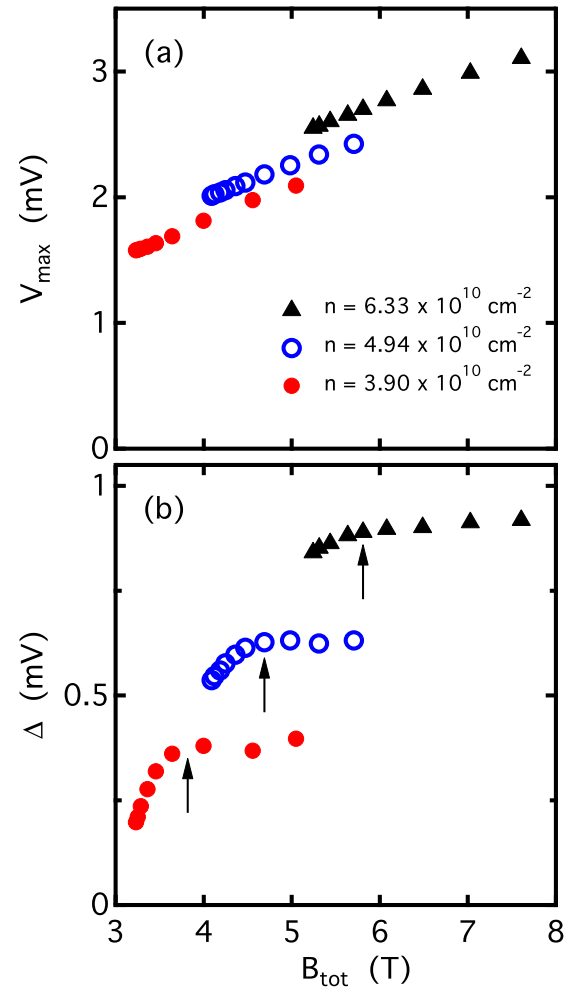 (a)
3
2
1
0
V_max (mV)
n = 6.33 x 10^10 cm^-2
n = 4.94 x 10^10 cm^-2
n = 3.90 x 10^10 cm^-2
(b)
1
0.5
0
Δ (mV)
3 4 5 6 7 8
B_tot (T)